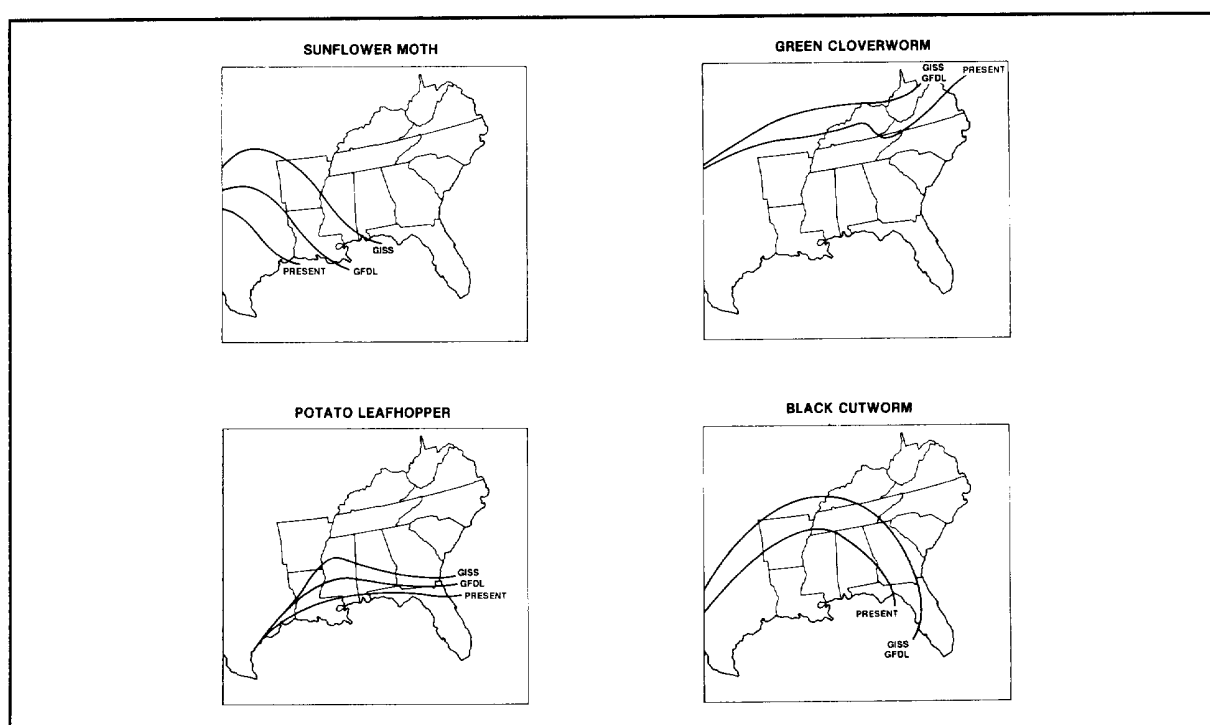 SUNFLOWER MOTH
GISS
GFDL
PRESENT
GREEN CLOVERWORM
GISS
GFDL
PRESENT
POTATO LEAFHOPPER
GISS
GFDL
PRESENT
BLACK CUTWORM
PRESENT
GISS
GFDL